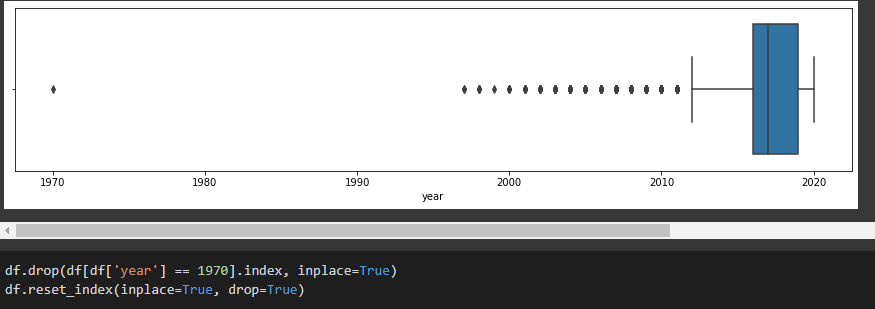 1970 1980 1990 2000 2010 2020
year
df.drop(df[df['year'] == 1970].index, inplace=True)
df.reset_index(inplace=True, drop=True)